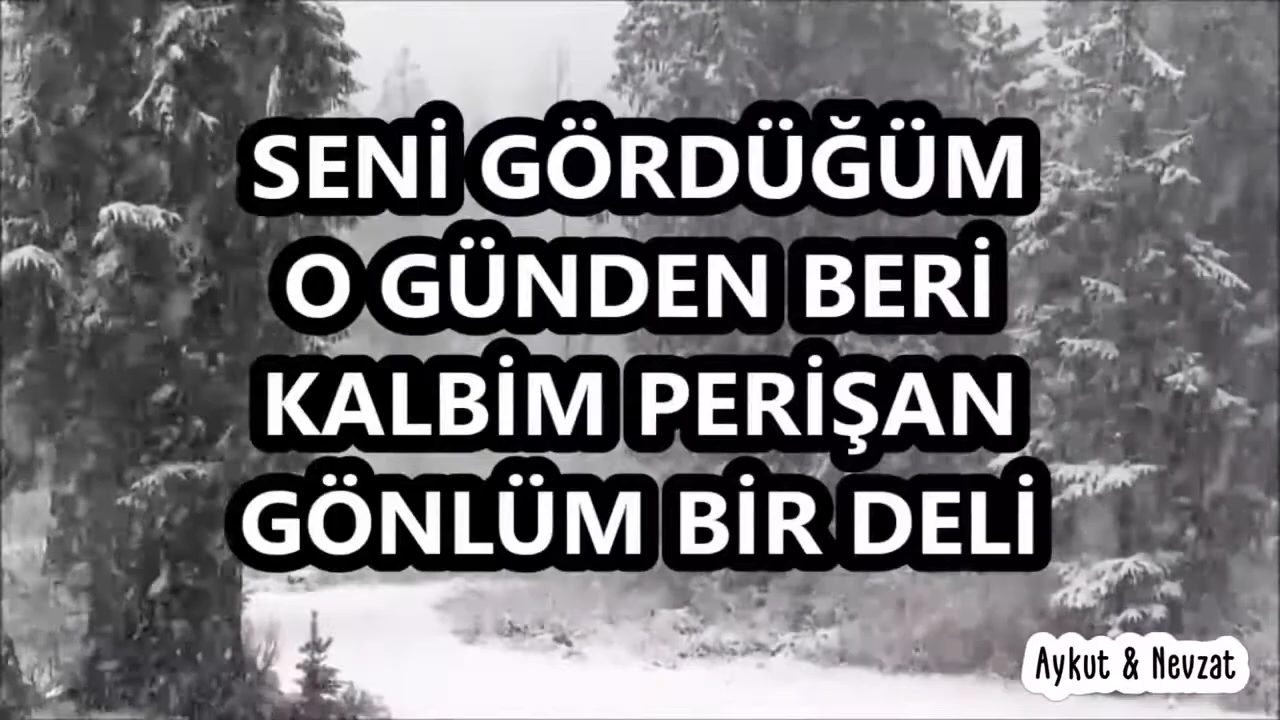 SENİ GÖRDÜĞÜM
O GÜNDEN BERİ
KALBİM PERİŞAN
GÖNLÜM BİR DELİ
Aykut & Nevzat